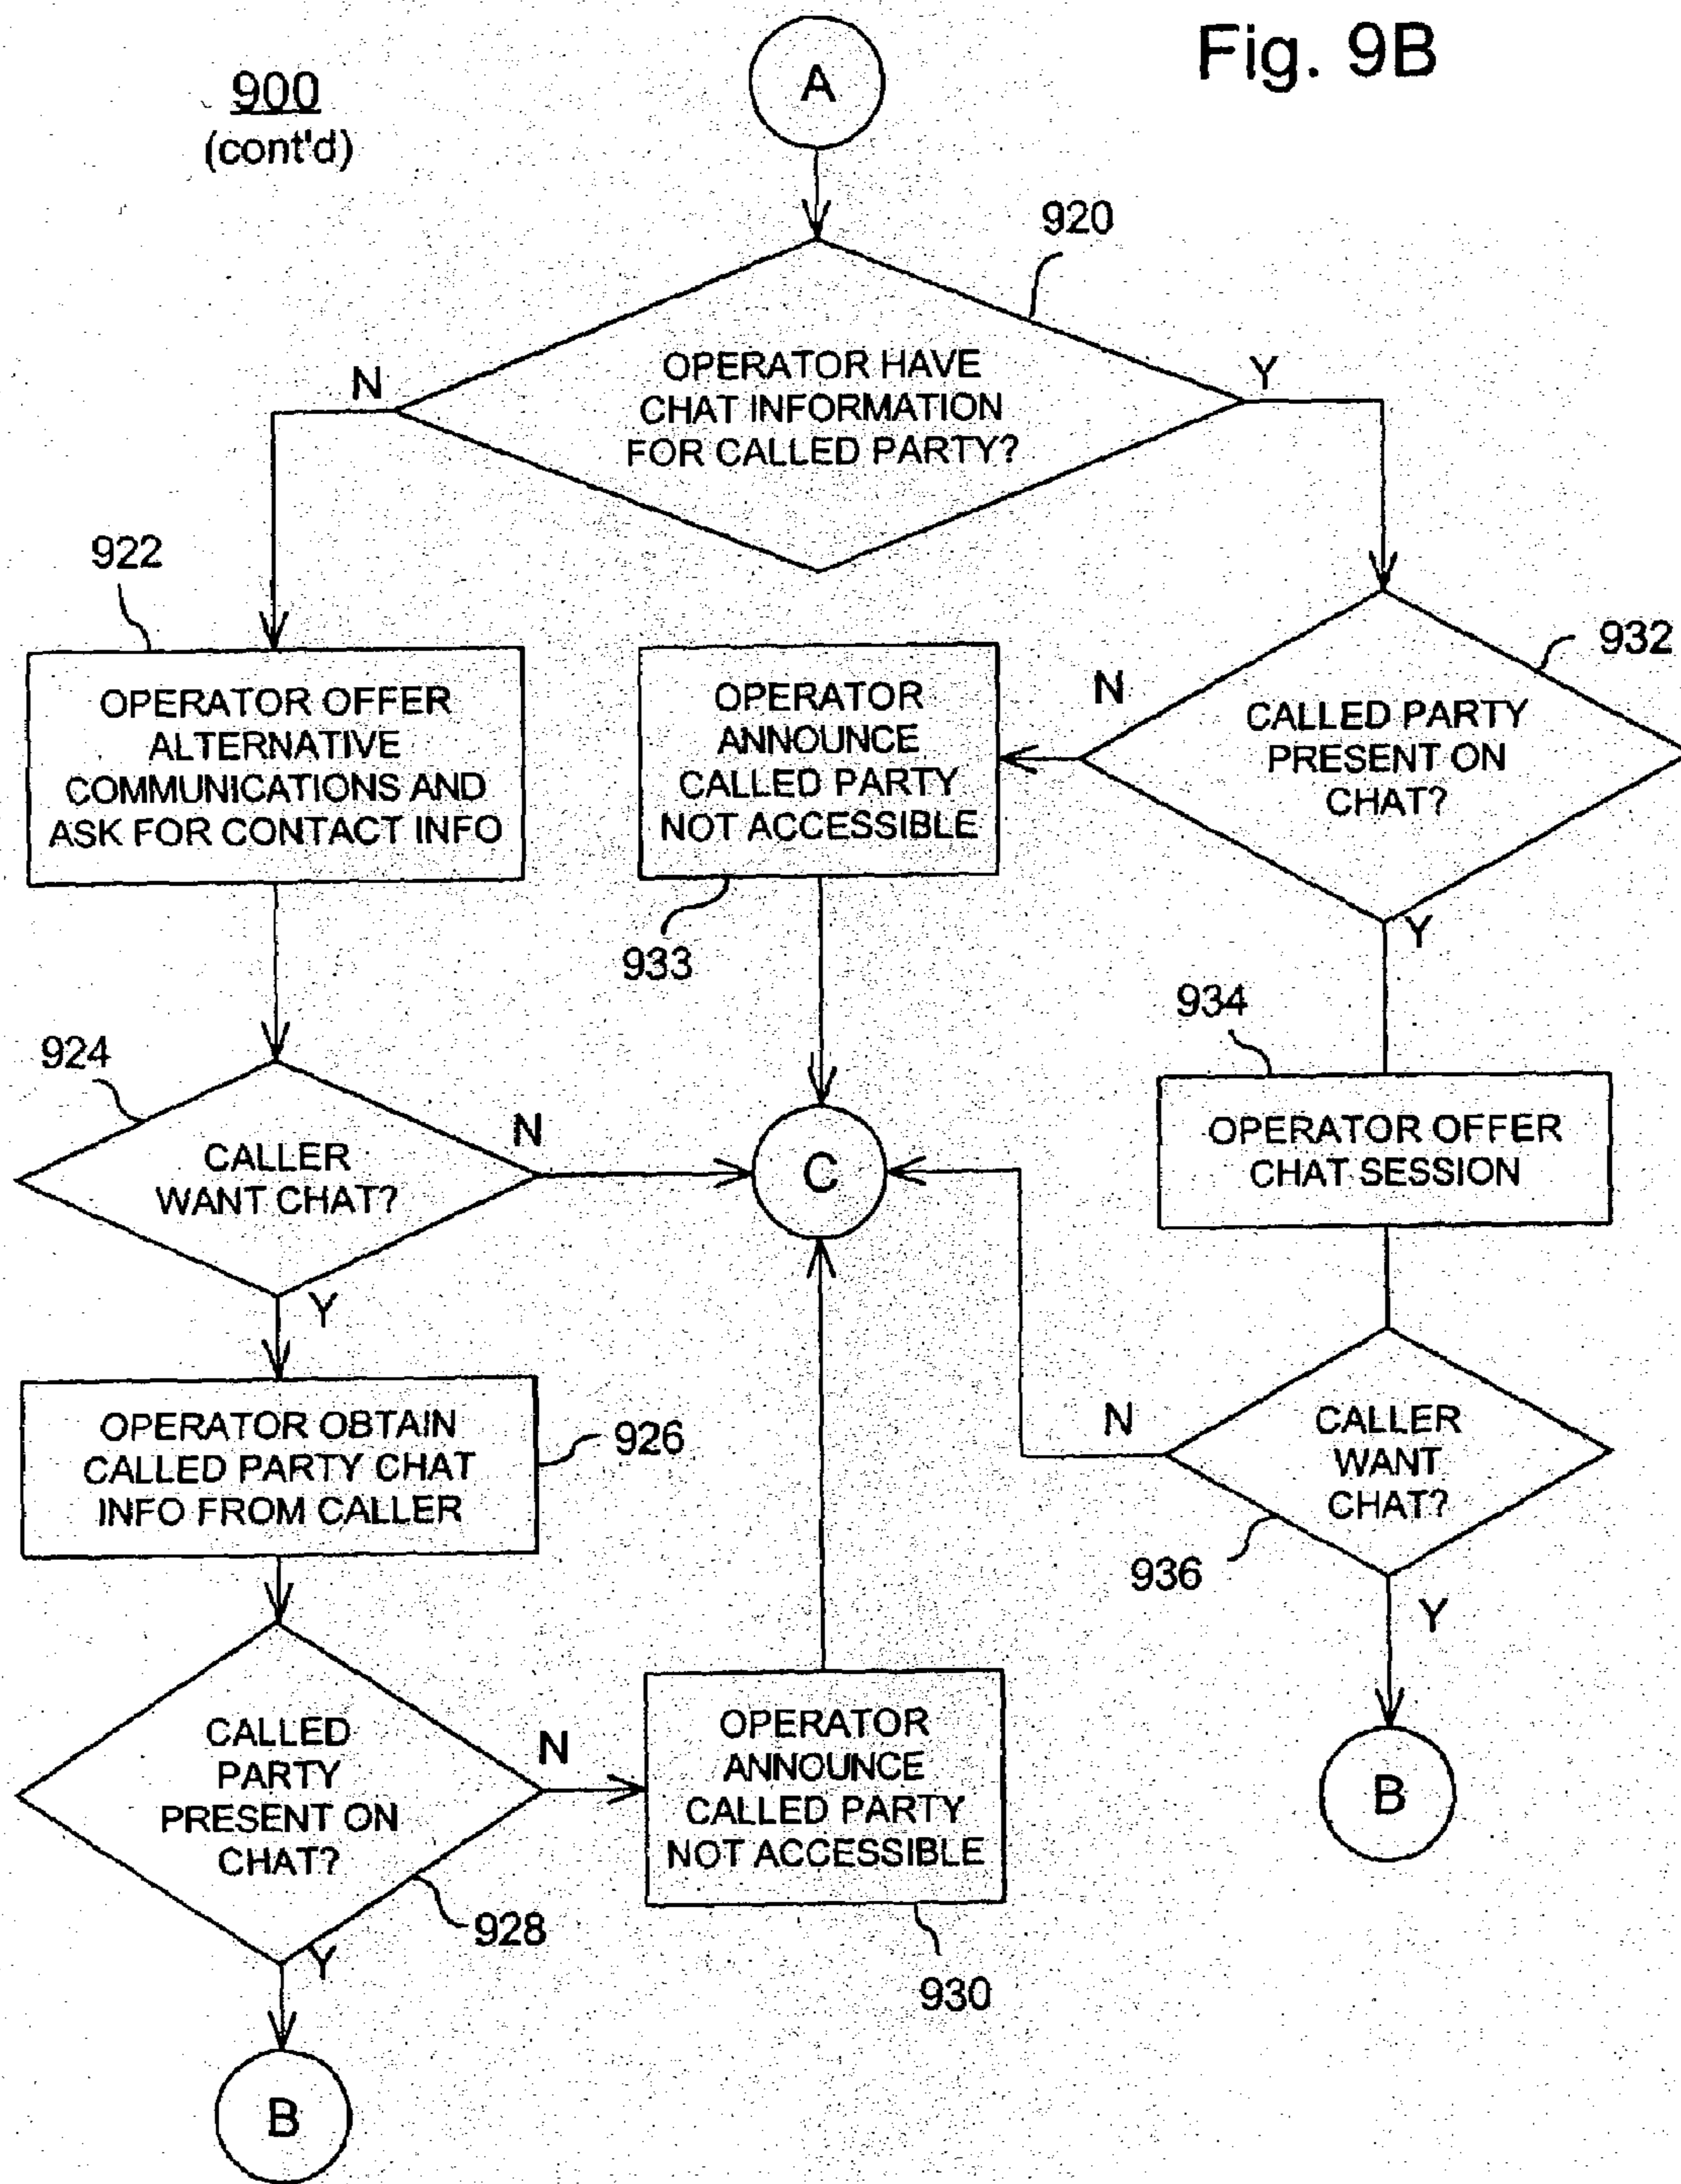 Fig. 9B
900
(cont'd)
A
920
OPERATOR HAVE
CHAT INFORMATION
FOR CALLED PARTY?
N
Y
922
OPERATOR OFFER
ALTERNATIVE
COMMUNICATIONS AND
ASK FOR CONTACT INFO
OPERATOR
ANNOUNCE
CALLED PARTY
NOT ACCESSIBLE
933
N
932
CALLED PARTY
PRESENT ON
CHAT?
Y
934
OPERATOR OFFER
CHAT SESSION
924
CALLER
WANT CHAT?
N
C
Y
OPERATOR OBTAIN
CALLED PARTY CHAT
INFO FROM CALLER
926
N
CALLER
WANT
CHAT?
936
Y
B
CALLED
PARTY
PRESENT ON
CHAT?
N
928
Y
OPERATOR
ANNOUNCE
CALLED PARTY
NOT ACCESSIBLE
930
B